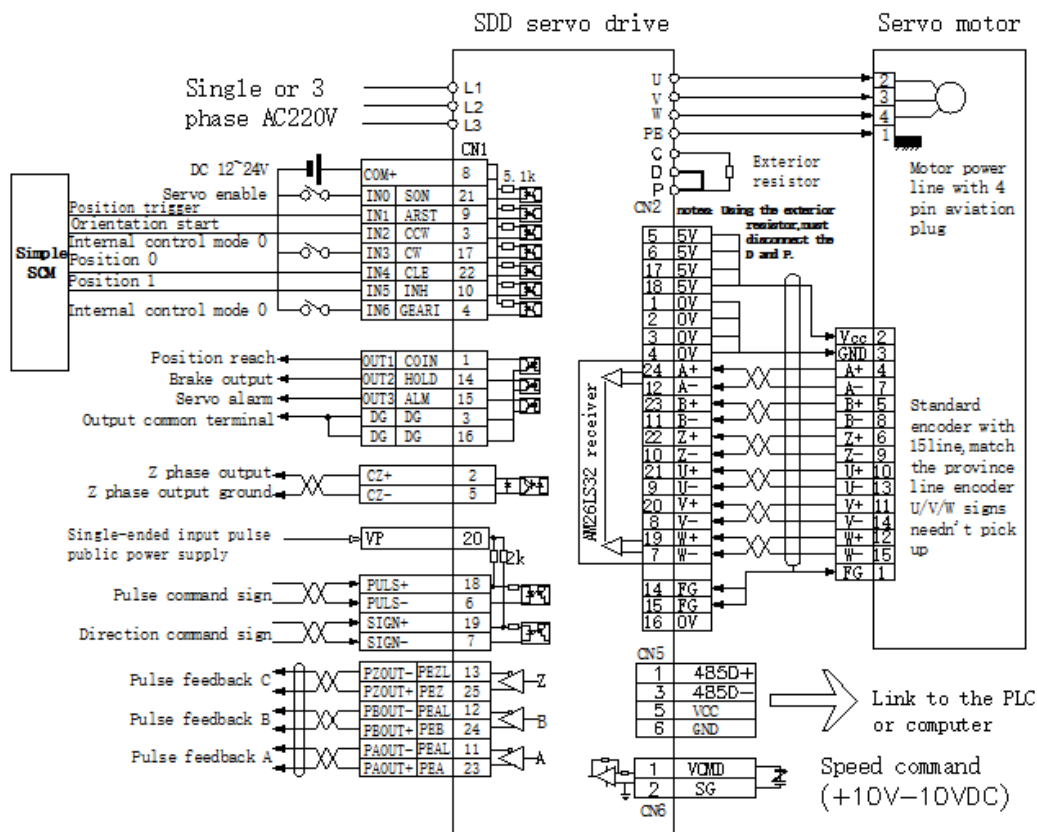 SDD servo drive
Servo motor
Single or 3
phase AC220V
L1
L2
L3
U
V
W
PE
C
D
P
2
3
4
1
Exterior
resistor
Motor power
line with 4
pin aviation
plug
notes: Using the exterior
resistor,must
disconnect the
D and P.
Simple
SCM
CN1
DC 12~24V
COM+ 8
5.1k
Servo enable
IN0 SON 21
Position trigger
IN1 ARST 9
Orientation start
IN2 CCW 3
Internal control mode 0
IN3 CW 17
Position 0
IN4 CLE 22
Position 1
IN5 INH 10
Internal control mode 0
IN6 GEARI 4
Position reach
OUT1 COIN 1
Brake output
OUT2 HOLD 14
Servo alarm
OUT3 ALM 15
Output common terminal
DG DG 3
DG DG 16
Z phase output
CZ+ 2
Z phase output ground
CZ- 5
Single-ended input pulse
public power supply
VP 20
2k
Pulse command sign
PULS+ 18
PULS- 6
Direction command sign
SIGN+ 19
SIGN- 7
Pulse feedback C
PZOUT- PEZL 13
PZOUT+ PEZ 25
Z
Pulse feedback B
PBOUT- PEAL 12
PBOUT+ PEB 24
B
Pulse feedback A
PAOUT- PEAL 11
PAOUT+ PEA 23
A
CN2
5 5V
6 5V
17 5V
18 5V
1 0V
2 0V
3 0V
4 0V
24 A+
12 A-
23 B+
11 B-
22 Z+
10 Z-
21 U+
9 U-
20 V+
8 V-
19 W+
7 W-
14 FG
15 FG
16 0V
AM26LS32 receiver
Vcc 2
GND 3
A+ 4
A- 7
B+ 5
B- 8
Z+ 6
Z- 9
U+ 10
U- 13
V+ 11
V- 14
W+ 12
W- 15
FG 1
Standard
encoder with
15line, match
the province
line encoder
U/V/W signs
needn't pick
up
CN5
1 485D+
3 485D-
5 VCC
6 GND
Link to the PLC
or computer
1 VCMD
2 SG
CN6
Speed command
(+10V-10VDC)